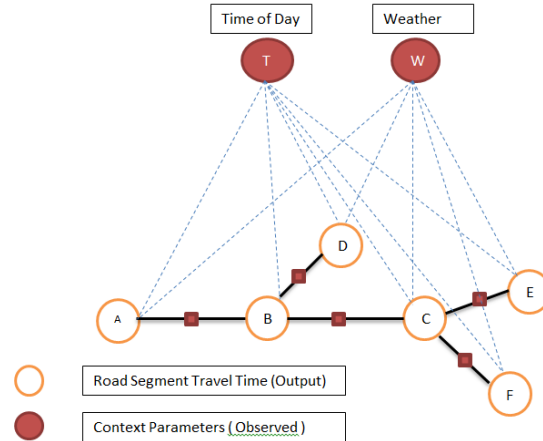 Time of Day
Weather
T
W
D
E
A
B
C
F
Road Segment Travel Time (Output)
Context Parameters ( Observed )